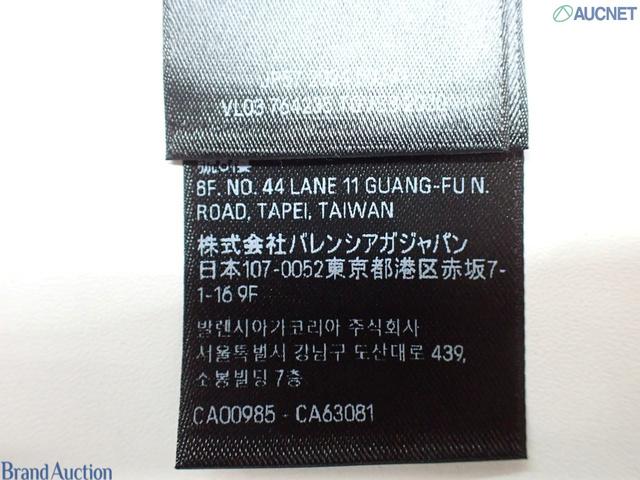 AUCNET
8F. NO. 44 LANE 11 GUANG-FU N.
ROAD, TAPEI, TAIWAN
株式会社バレンシアガジャパン
日本107-0052東京都港区赤坂7-
1-16 9F
발렌시아가코리아 주식회사
서울특별시 강남구 도산대로 439,
소봉빌딩 7층
CA00985 - CA63081
Brand Auction